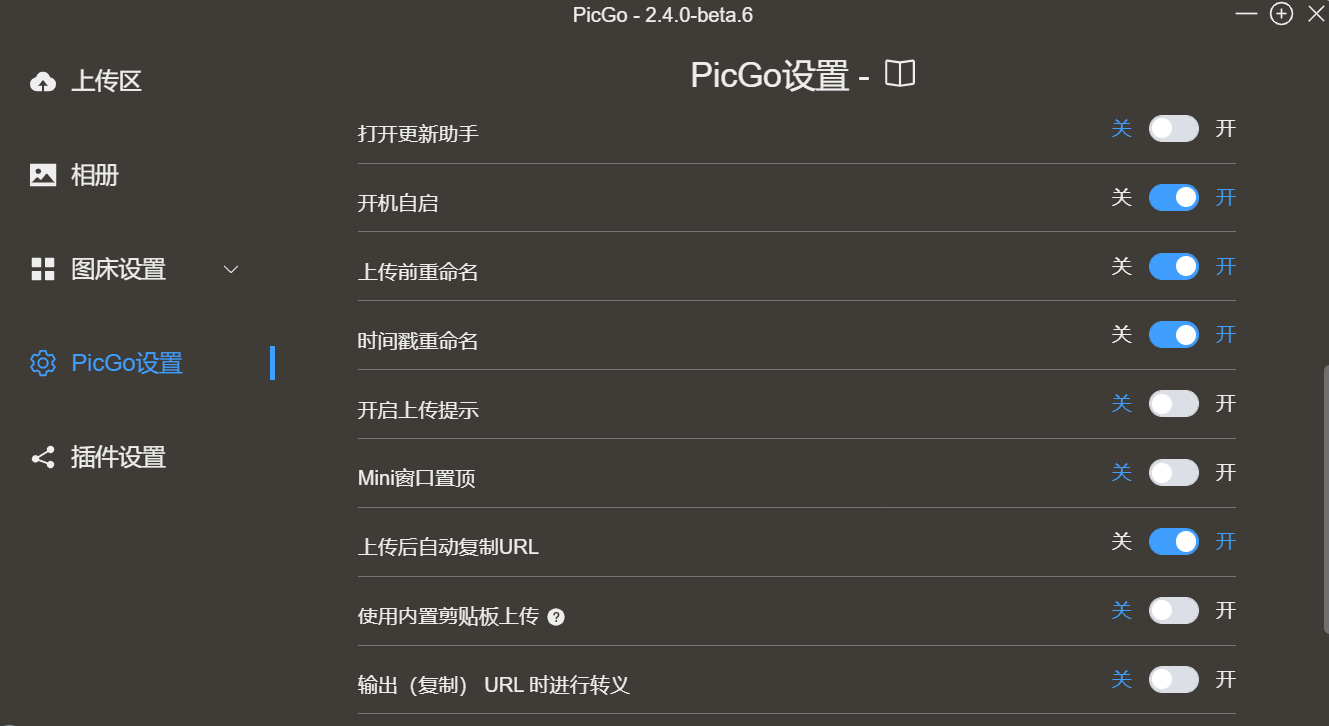 PicGo - 2.4.0-beta.6
上传区
相册
图床设置
PicGo设置
插件设置
PicGo设置 -
打开更新助手 关 开
开机自启 关 开
上传前重命名 关 开
时间戳重命名 关 开
开启上传提示 关 开
Mini窗口置顶 关 开
上传后自动复制URL 关 开
使用内置剪贴板上传 ? 关 开
输出（复制） URL 时进行转义 关 开